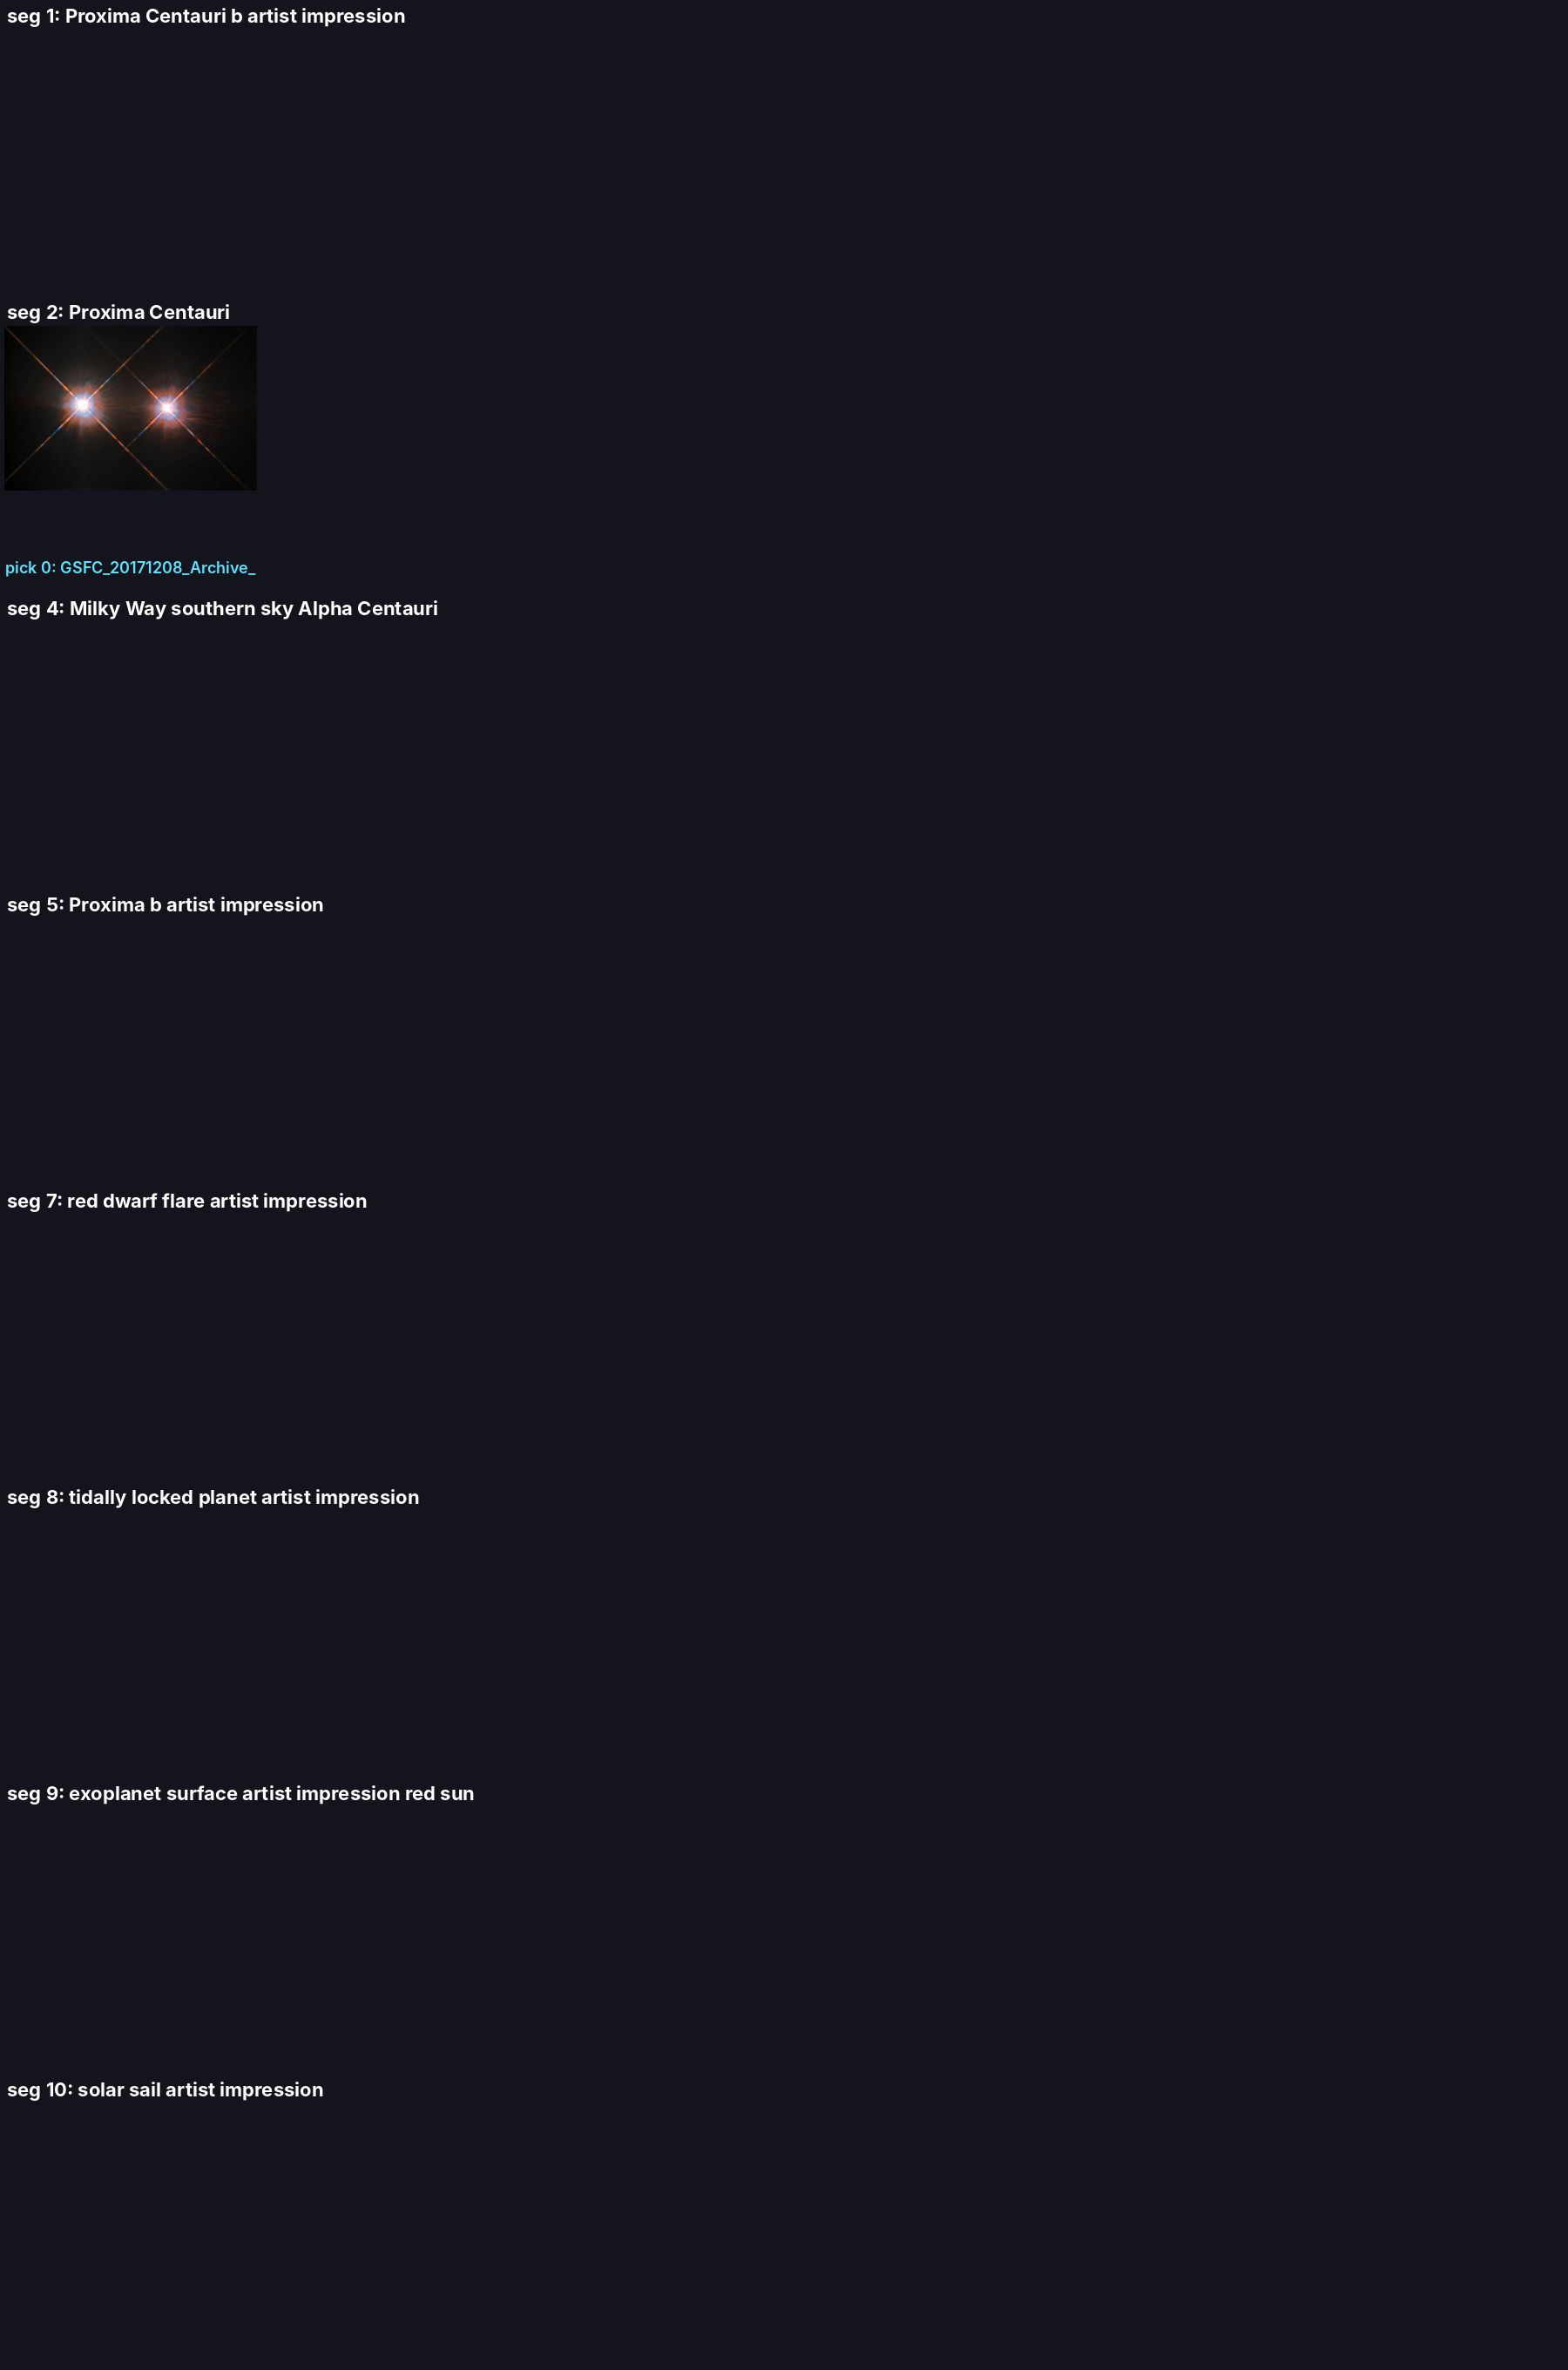 seg 1: Proxima Centauri b artist impression
seg 2: Proxima Centauri
pick 0: GSFC_20171208_Archive_
seg 4: Milky Way southern sky Alpha Centauri
seg 5: Proxima b artist impression
seg 7: red dwarf flare artist impression
seg 8: tidally locked planet artist impression
seg 9: exoplanet surface artist impression red sun
seg 10: solar sail artist impression